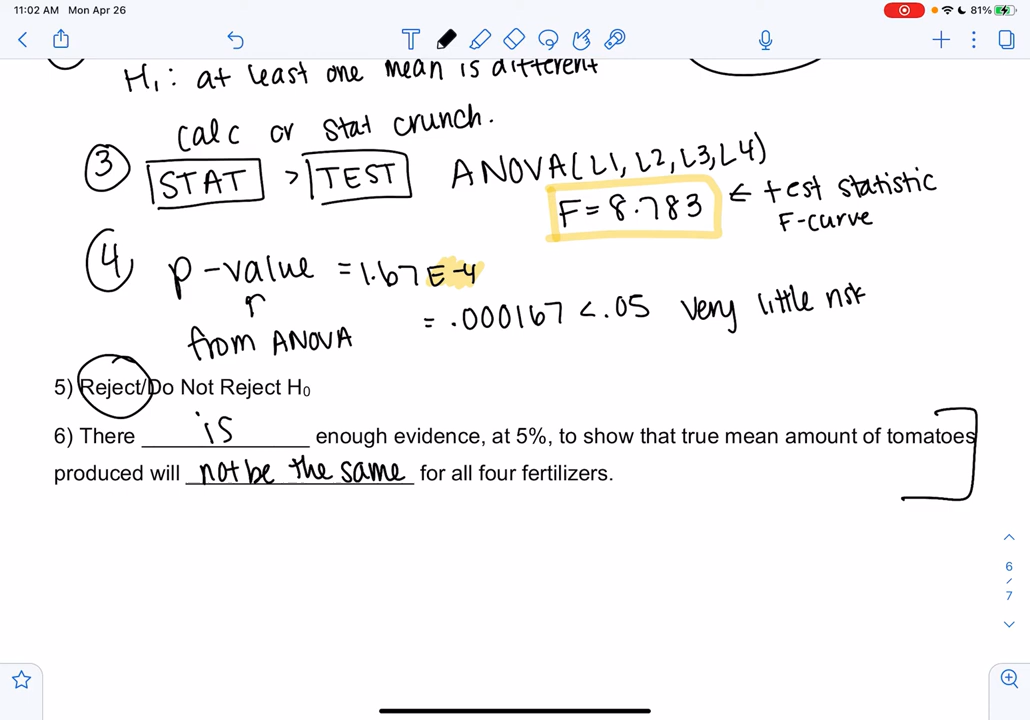 11:02 AM Mon Apr 26
81%
H₁: at least one mean is different
calc or stat crunch.
③ STAT > TEST ANOVA(L1, L2, L3, L4)
F = 8.783 ← test statistic
F-curve
④ p-value = 1.67 E-4
= .000167 < .05 very little risk
↑
from ANOVA
5) Reject/Do Not Reject H₀
6) There is enough evidence, at 5%, to show that true mean amount of tomatoes
produced will not be the same for all four fertilizers.
6
/
7